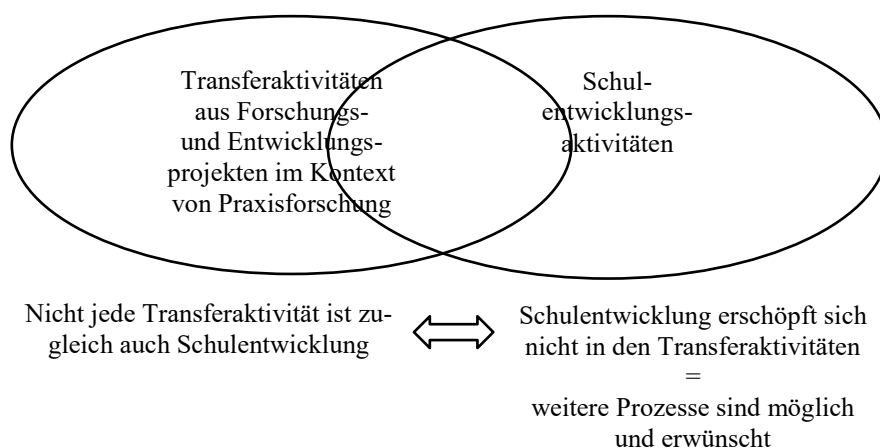 Transferaktivitäten
aus Forschungs-
und Entwicklungs-
projekten im Kontext
von Praxisforschung
Schul-
entwicklungs-
aktivitäten
Nicht jede Transferaktivität ist zu-
gleich auch Schulentwicklung
Schulentwicklung erschöpft sich
nicht in den Transferaktivitäten
=
weitere Prozesse sind möglich
und erwünscht